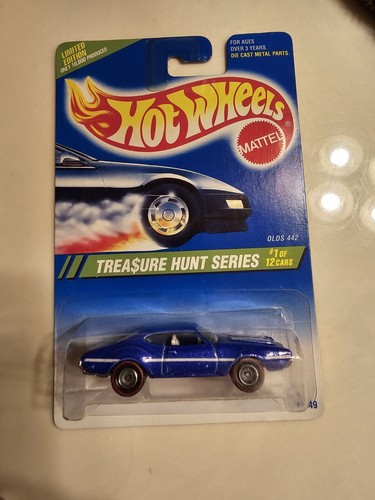 LIMITED
EDITION
ONLY 10,000 PRODUCED
FOR AGES
OVER 3 YEARS
DIE CAST METAL PARTS
HOT WHEELS
MATTEL
OLDS 442
TREA$URE HUNT SERIES
#1 OF
12 CARS
49